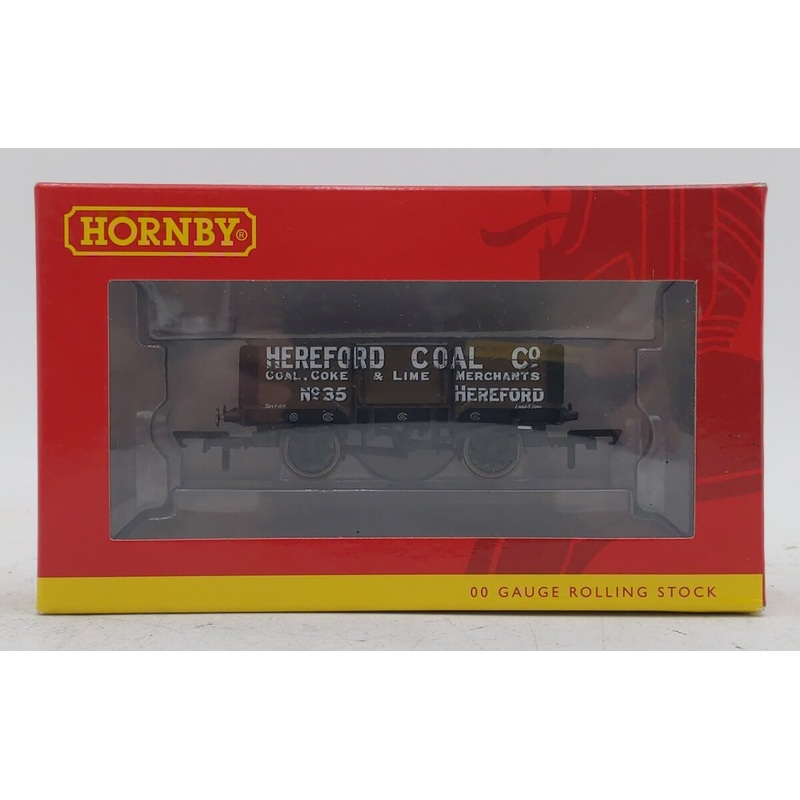 HORNBY®
HEREFORD COAL Co
COAL, COKE & LIME MERCHANTS
No 35 HEREFORD
00 GAUGE ROLLING STOCK